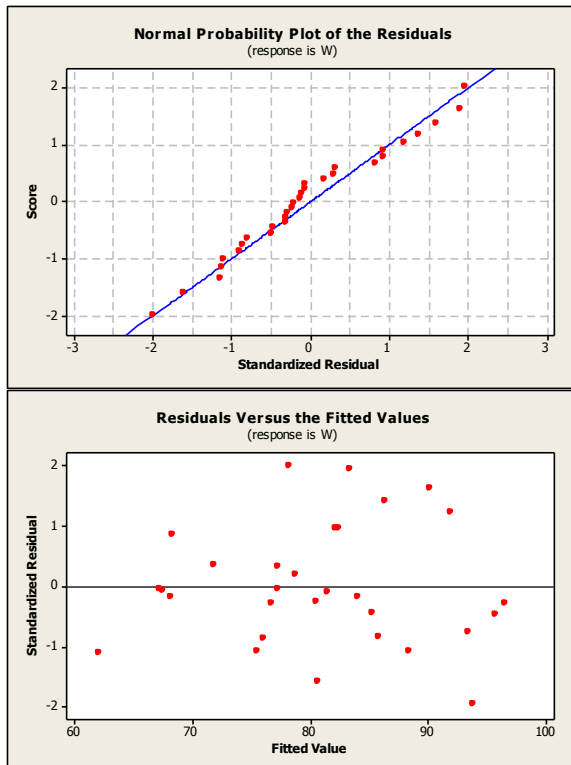 Normal Probability Plot of the Residuals
(response is W)
2
1
0
-1
-2
Score
-3 -2 -1 0 1 2 3
Standardized Residual
Residuals Versus the Fitted Values
(response is W)
2
1
0
-1
-2
Standardized Residual
60 70 80 90 100
Fitted Value